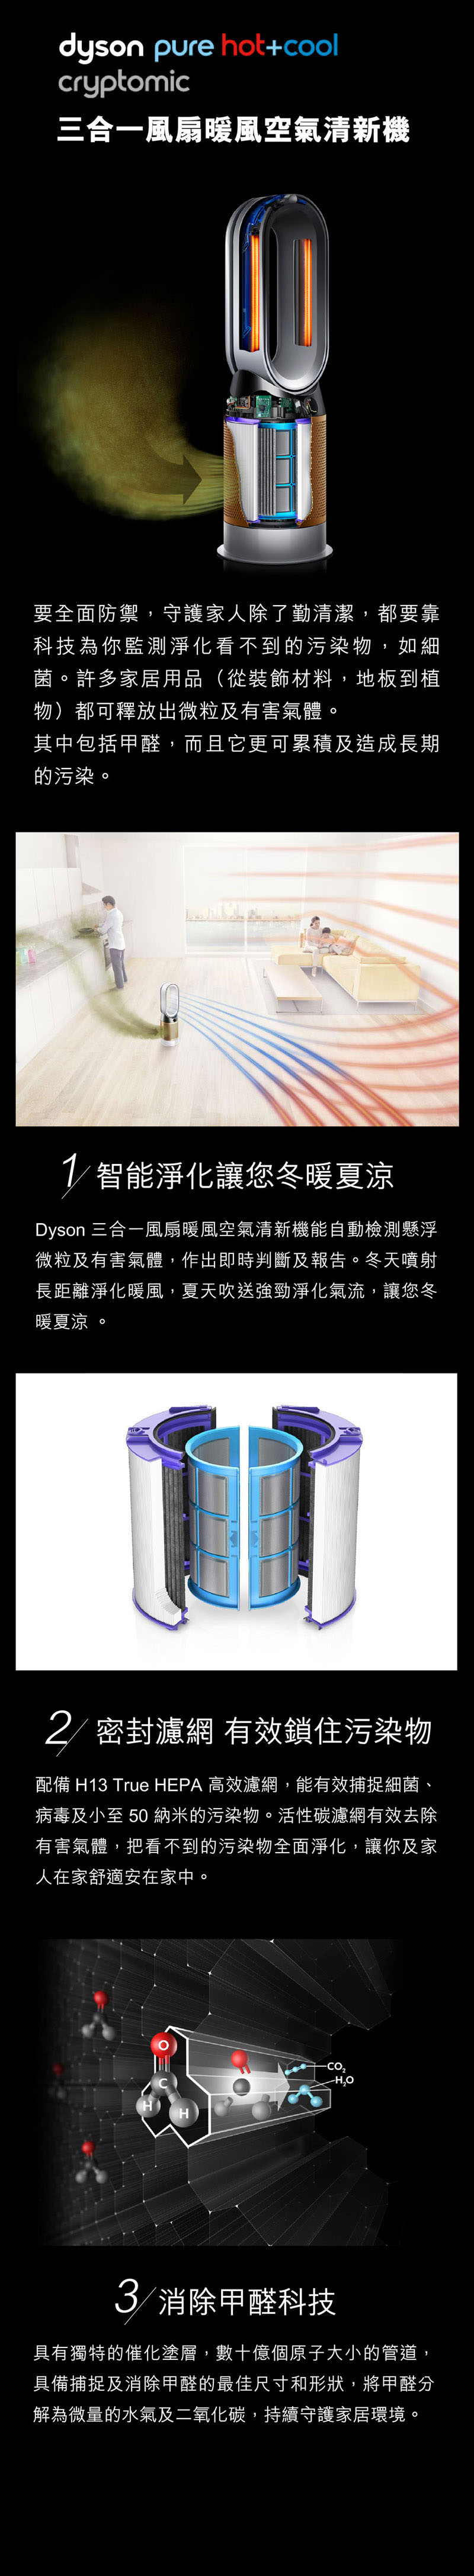 dyson pure hot+cool
cryptomic
三合一風扇暖風空氣清新機
要全面防禦，守護家人除了勤清潔，都要靠
科技為你監測淨化看不到的污染物，如細
菌。許多家居用品（從裝飾材料，地板到植
物）都可釋放出微粒及有害氣體。
其中包括甲醛，而且它更可累積及造成長期
的污染。
1 智能淨化讓您冬暖夏涼
Dyson 三合一風扇暖風空氣清新機能自動檢測懸浮
微粒及有害氣體，作出即時判斷及報告。冬天噴射
長距離淨化暖風，夏天吹送強勁淨化氣流，讓您冬
暖夏涼 。
2 密封濾網 有效鎖住污染物
配備 H13 True HEPA 高效濾網，能有效捕捉細菌、
病毒及小至 50 納米的污染物。活性碳濾網有效去除
有害氣體，把看不到的污染物全面淨化，讓你及家
人在家舒適安在家中。
O
C
H
H
CO₂
H₂O
3 消除甲醛科技
具有獨特的催化塗層，數十億個原子大小的管道，
具備捕捉及消除甲醛的最佳尺寸和形狀，將甲醛分
解為微量的水氣及二氧化碳，持續守護家居環境。